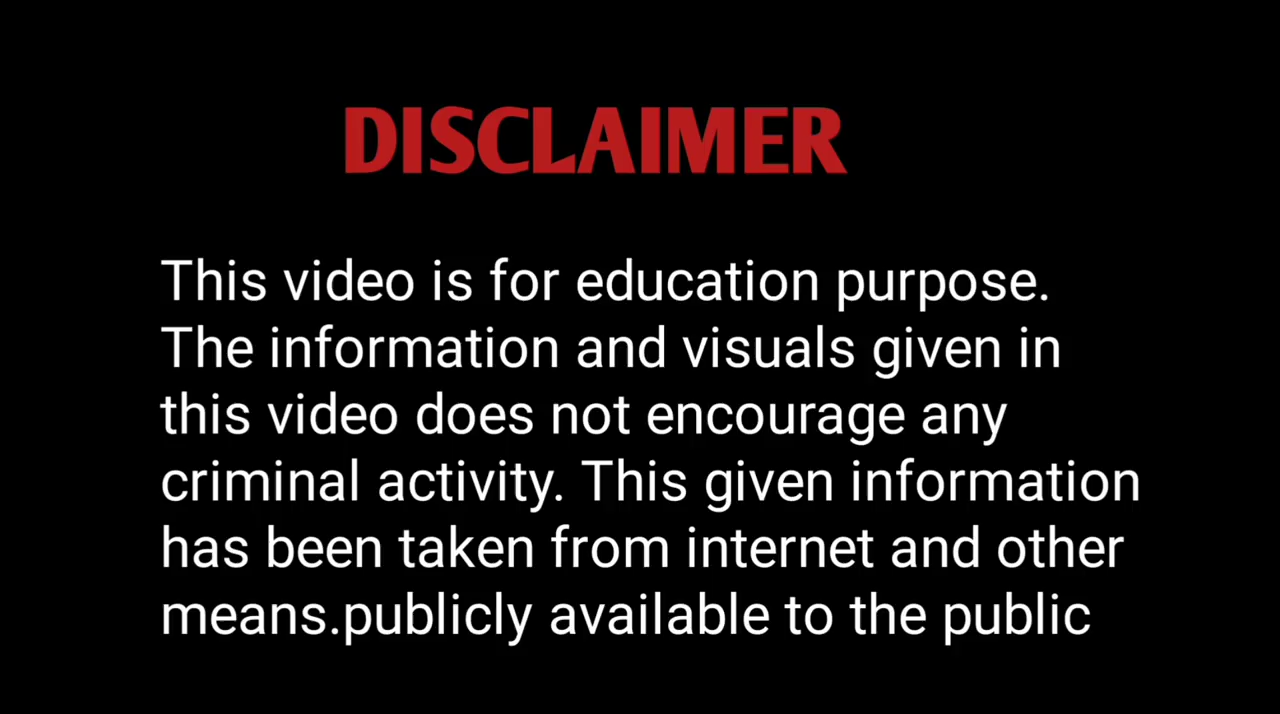 DISCLAIMER
This video is for education purpose.
The information and visuals given in
this video does not encourage any
criminal activity. This given information
has been taken from internet and other
means.publicly available to the public